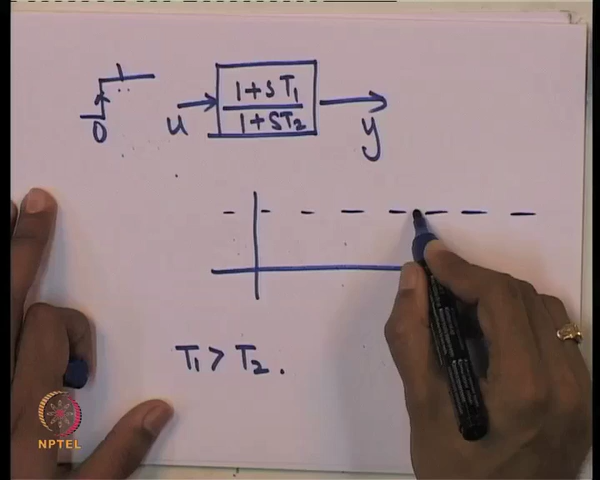 1
0
u
1+sT₁
1+sT₂
y
T₁ > T₂.
NPTEL